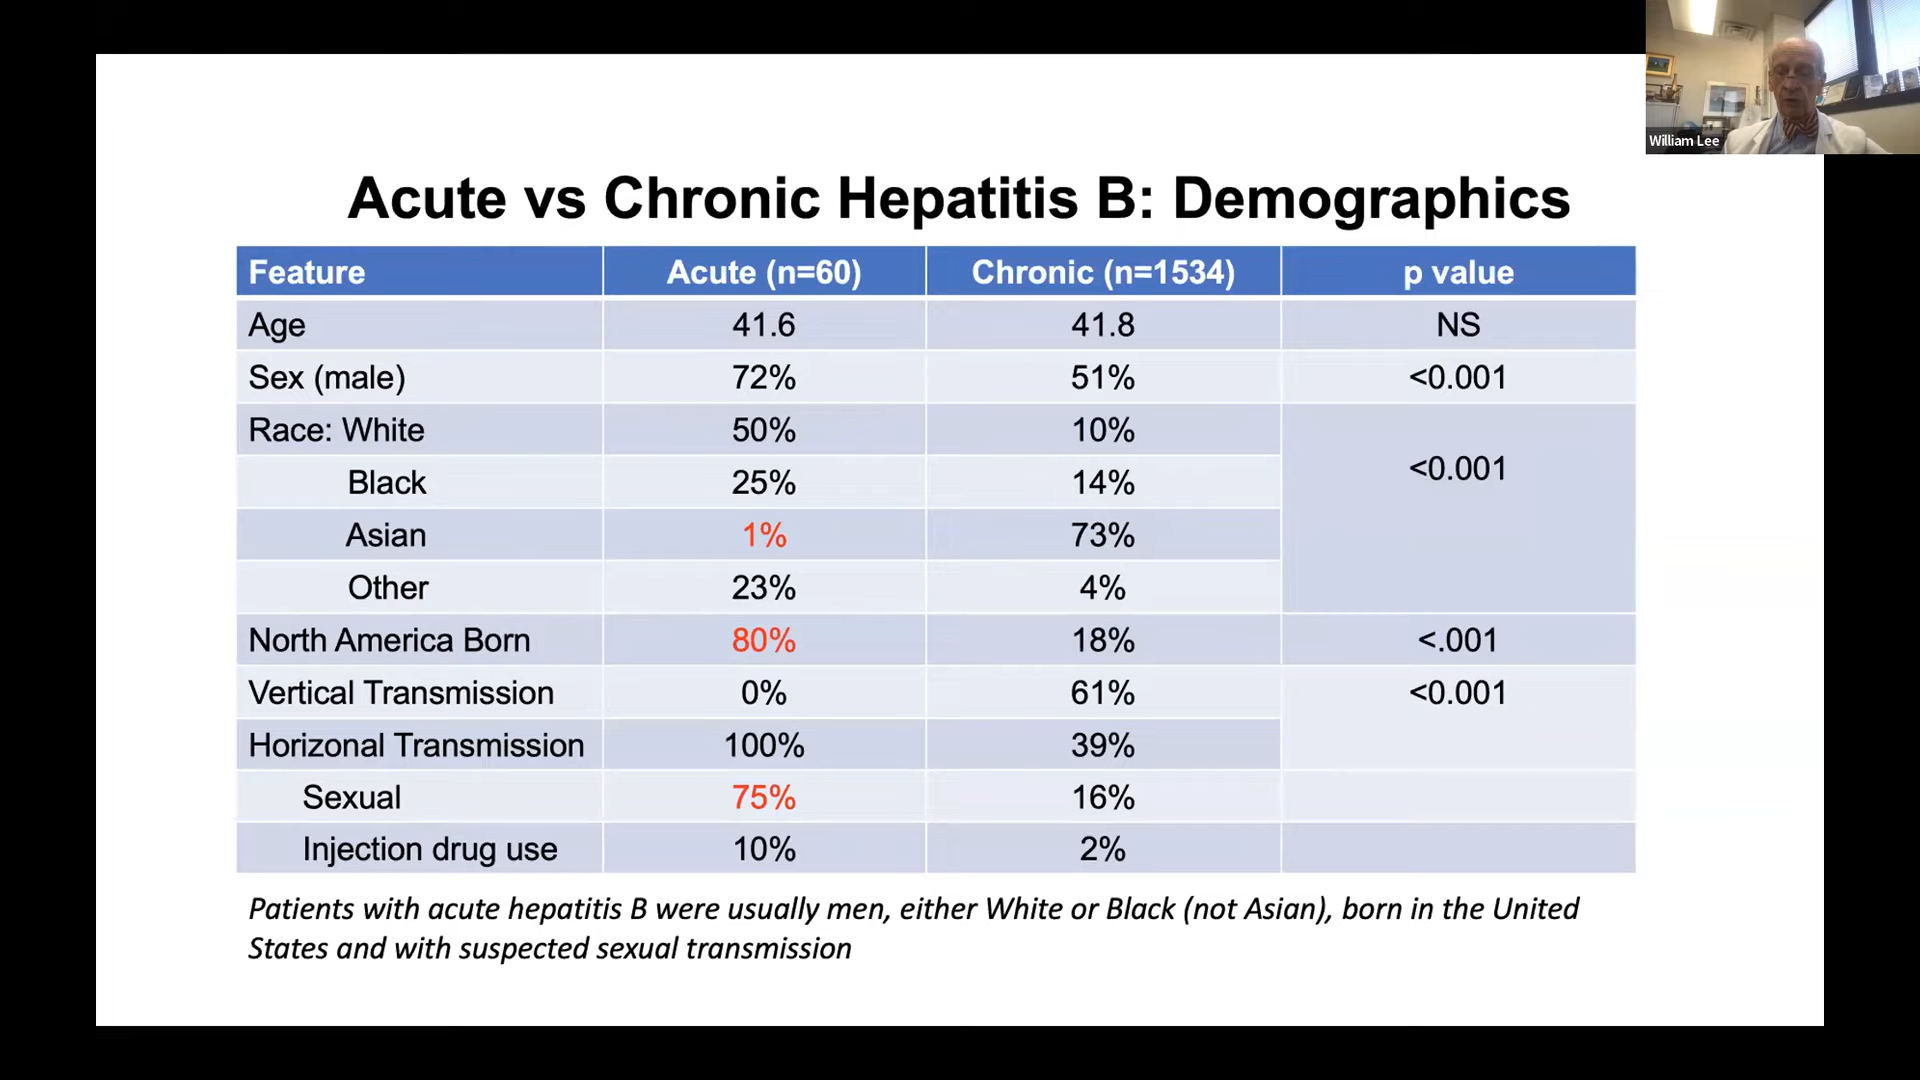 William Lee
Acute vs Chronic Hepatitis B: Demographics
Feature Acute (n=60) Chronic (n=1534) p value
Age 41.6 41.8 NS
Sex (male) 72% 51% <0.001
Race: White 50% 10%
<0.001
Black 25% 14%
Asian 1% 73%
Other 23% 4%
North America Born 80% 18% <.001
Vertical Transmission 0% 61% <0.001
Horizonal Transmission 100% 39%
Sexual 75% 16%
Injection drug use 10% 2%
Patients with acute hepatitis B were usually men, either White or Black (not Asian), born in the United
States and with suspected sexual transmission